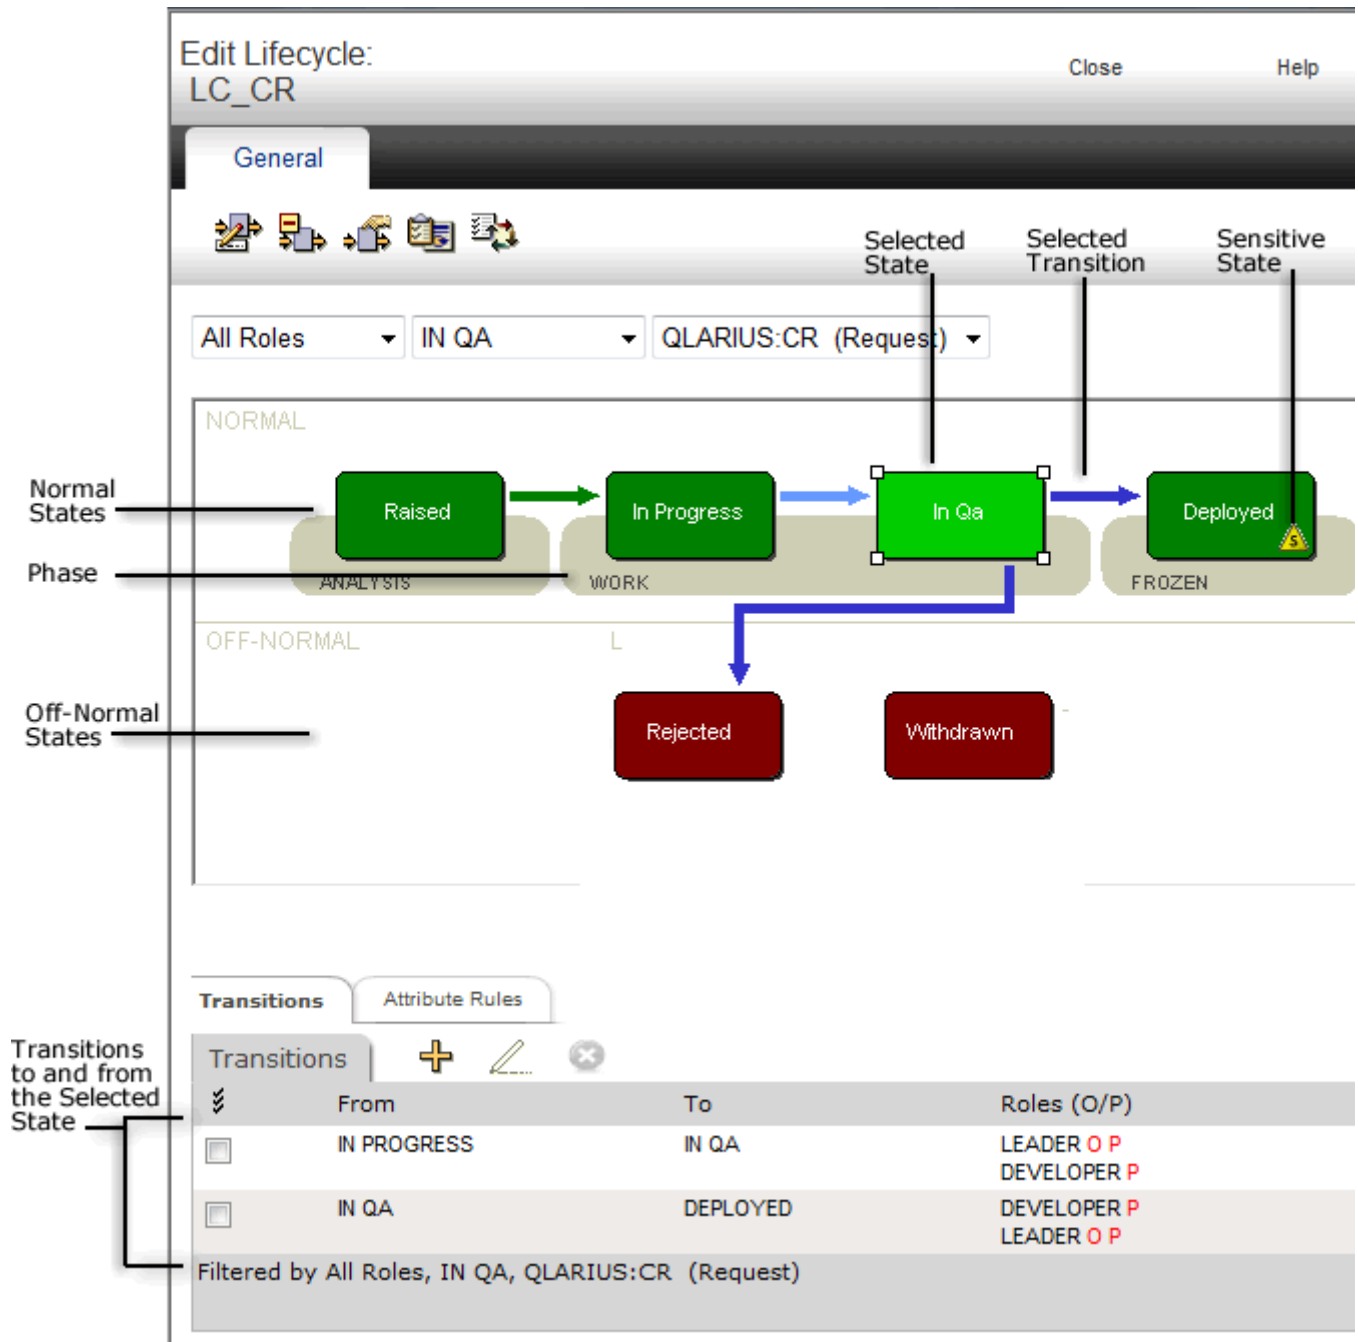 Edit Lifecycle:
LC_CR
Close
Help
General
Selected
State
Selected
Transition
Sensitive
State
All Roles
IN QA
QLARIUS:CR (Request)
NORMAL
Normal
States
Raised
In Progress
In Qa
Deployed
S
Phase
ANALYSIS
WORK
FROZEN
OFF-NORMAL
L
Off-Normal
States
Rejected
Withdrawn
Transitions
Attribute Rules
Transitions
to and from
the Selected
State
Transitions
From
To
Roles (O/P)
IN PROGRESS
IN QA
LEADER O P
DEVELOPER P
IN QA
DEPLOYED
DEVELOPER P
LEADER O P
Filtered by All Roles, IN QA, QLARIUS:CR (Request)